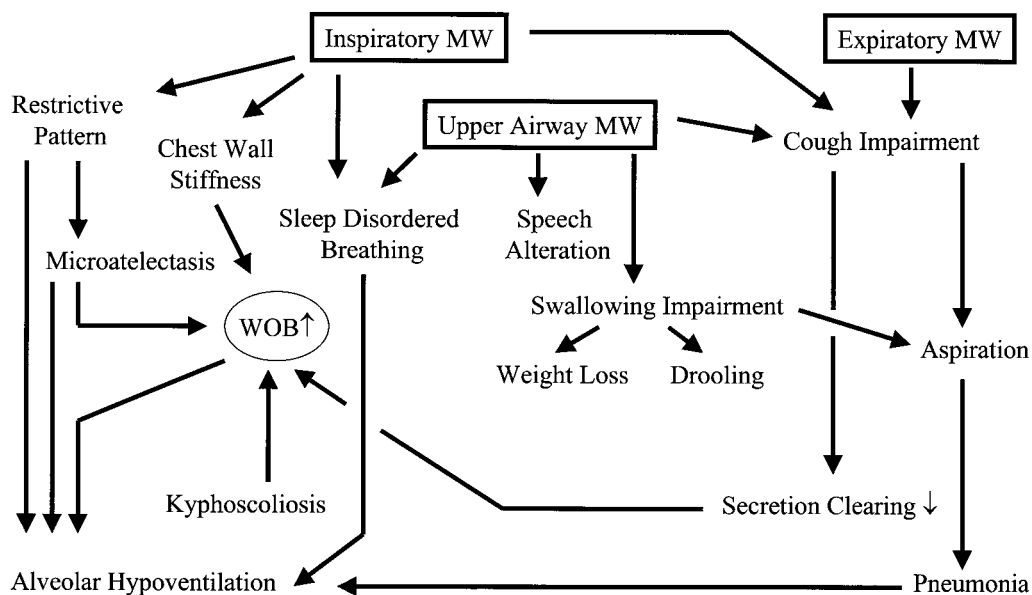 Inspiratory MW
Expiratory MW
Restrictive
Pattern
Upper Airway MW
Chest Wall
Stiffness
Cough Impairment
Sleep Disordered
Breathing
Speech
Alteration
Microatelectasis
Swallowing Impairment
WOB↑
Aspiration
Weight Loss
Drooling
Kyphoscoliosis
Secretion Clearing ↓
Alveolar Hypoventilation
Pneumonia